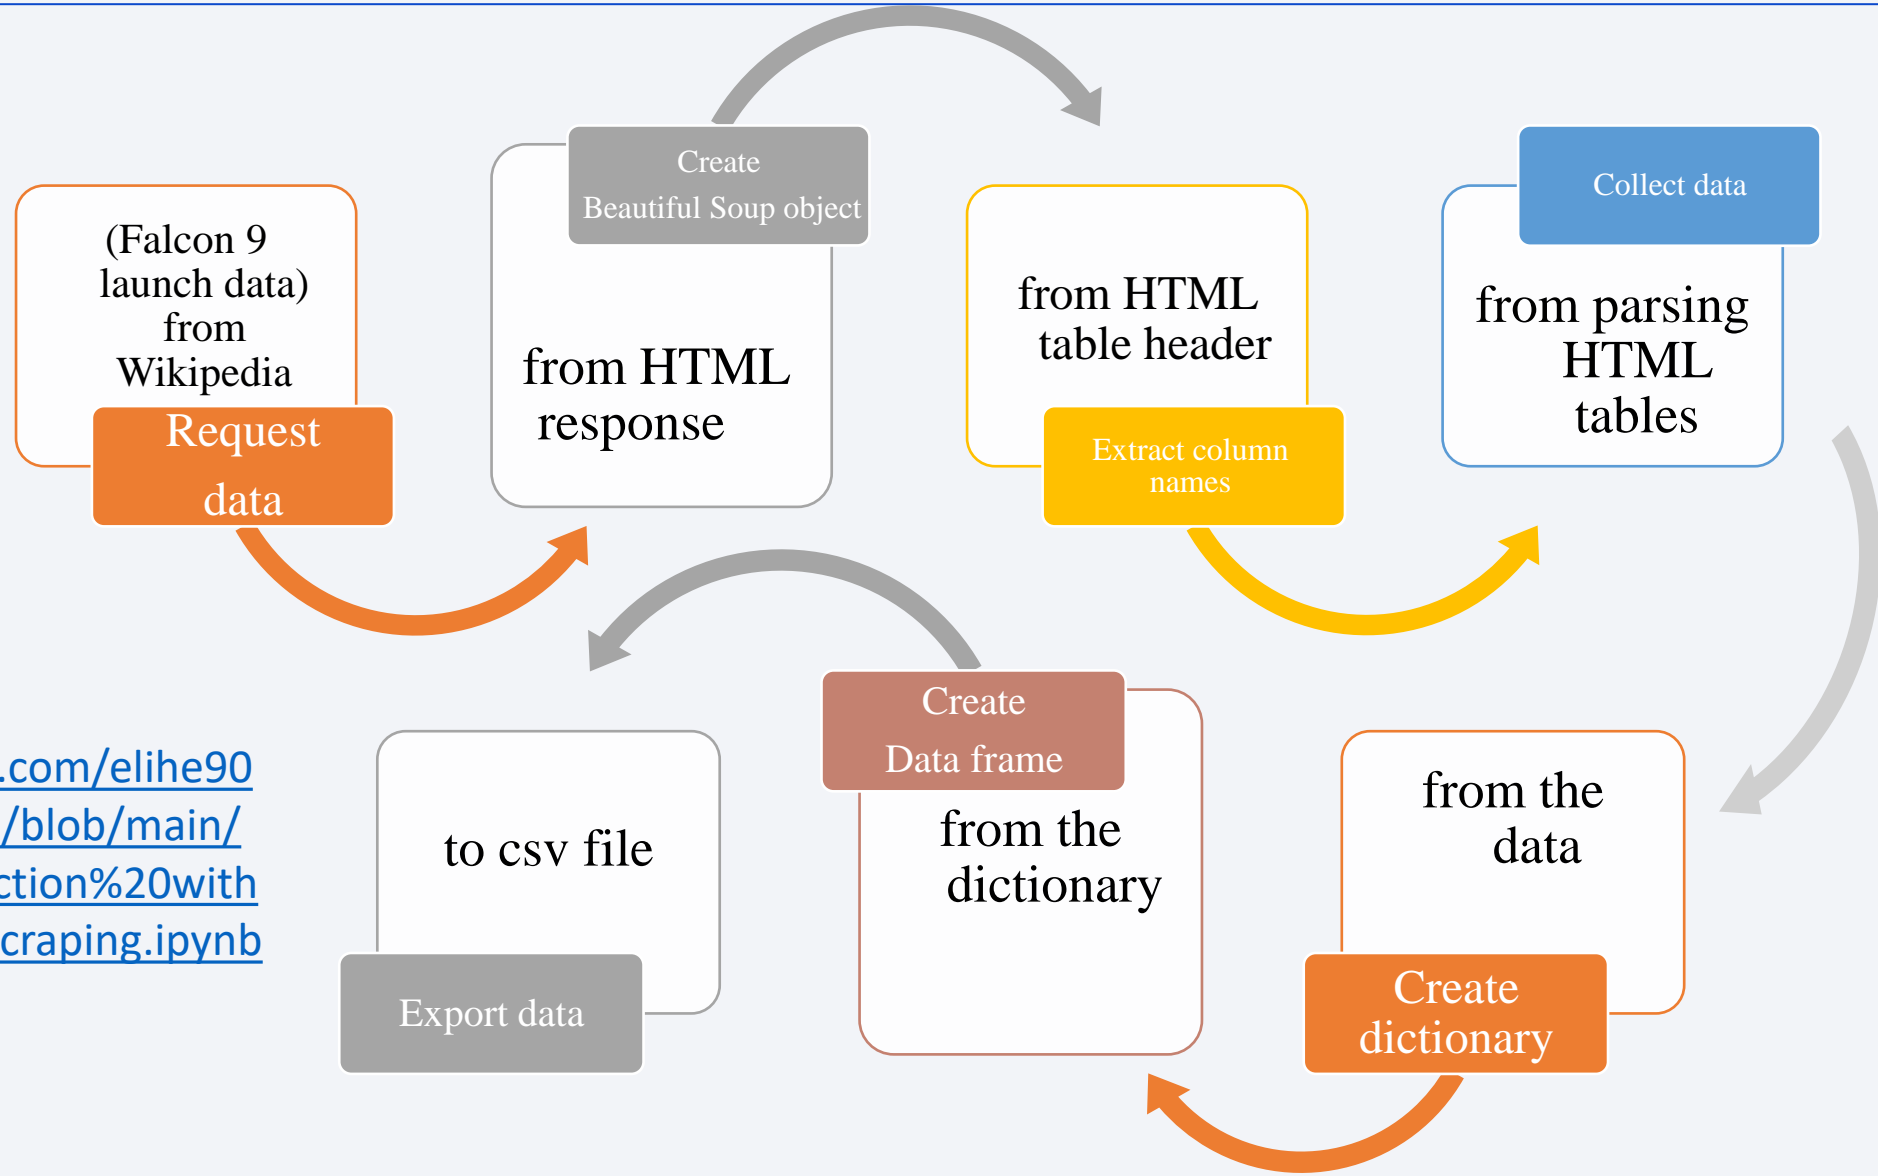 (Falcon 9
launch data)
from
Wikipedia
Request
data
Create
Beautiful Soup object
from HTML
response
from HTML
table header
Extract column
names
Collect data
from parsing
HTML
tables
from the
data
Create
dictionary
Create
Data frame
from the
dictionary
to csv file
Export data
.com/elihe90
/blob/main/
ction%20with
craping.ipynb